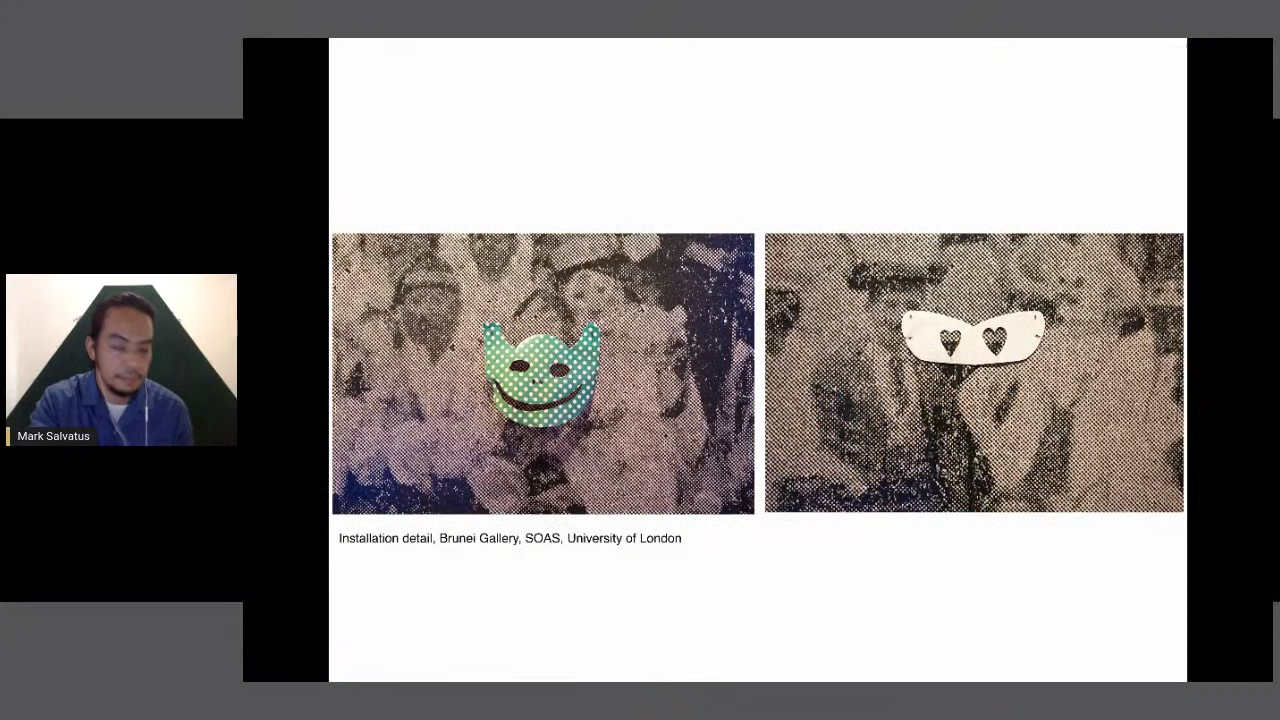 Mark Salvatus
Installation detail, Brunei Gallery, SOAS, University of London